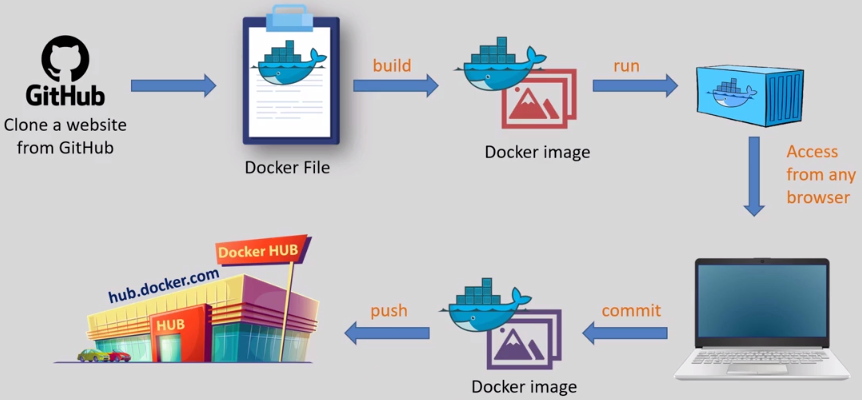 GitHub
Clone a website
from GitHub
Docker File
build
Docker image
run
Access
from any
browser
commit
Docker image
push
Docker HUB
hub.docker.com
HUB